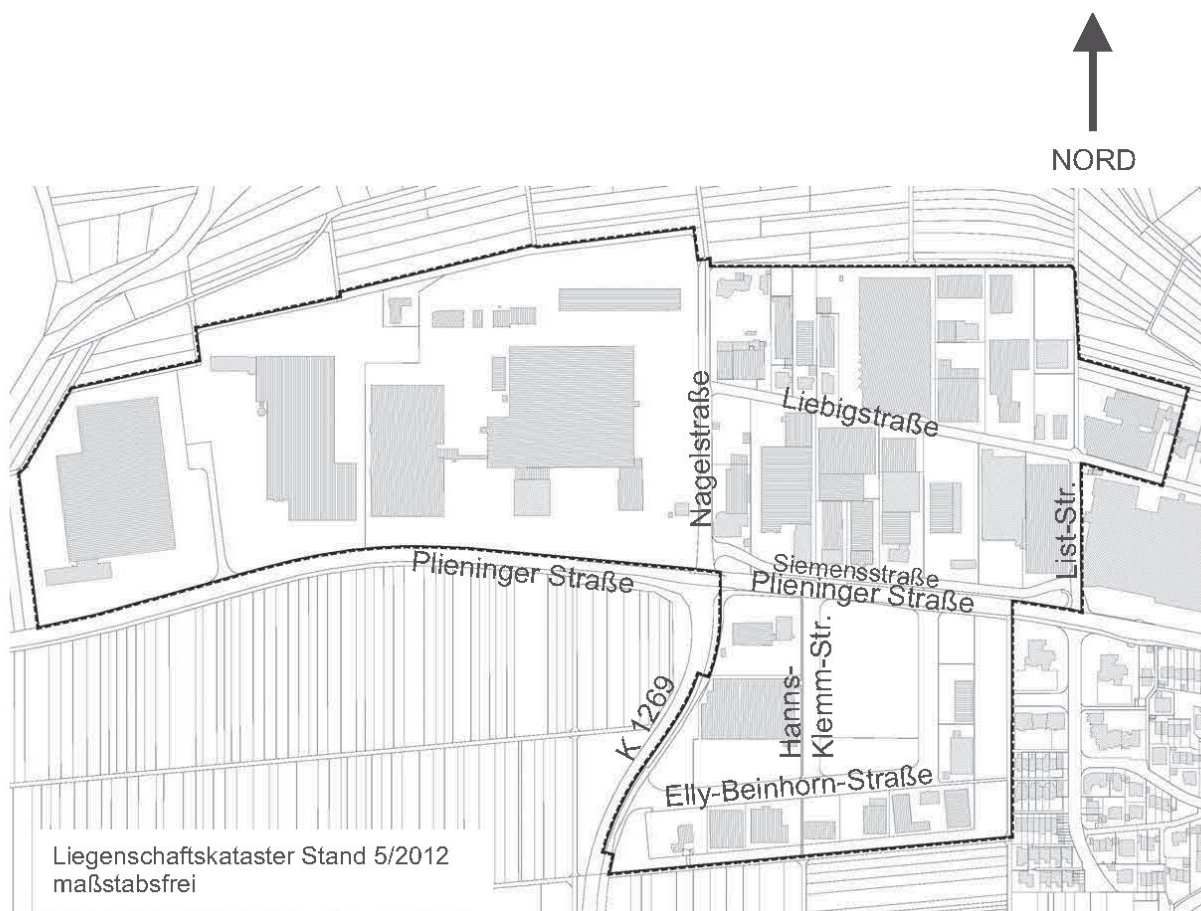 NORD
Liebigstraße
Nagelstraße
List-Str.
Plieninger Straße
Siemensstraße
Plieninger Straße
Hanns-
Klemm-Str.
K 1269
Elly-Beinhorn-Straße
Liegenschaftskataster Stand 5/2012
maßstabsfrei